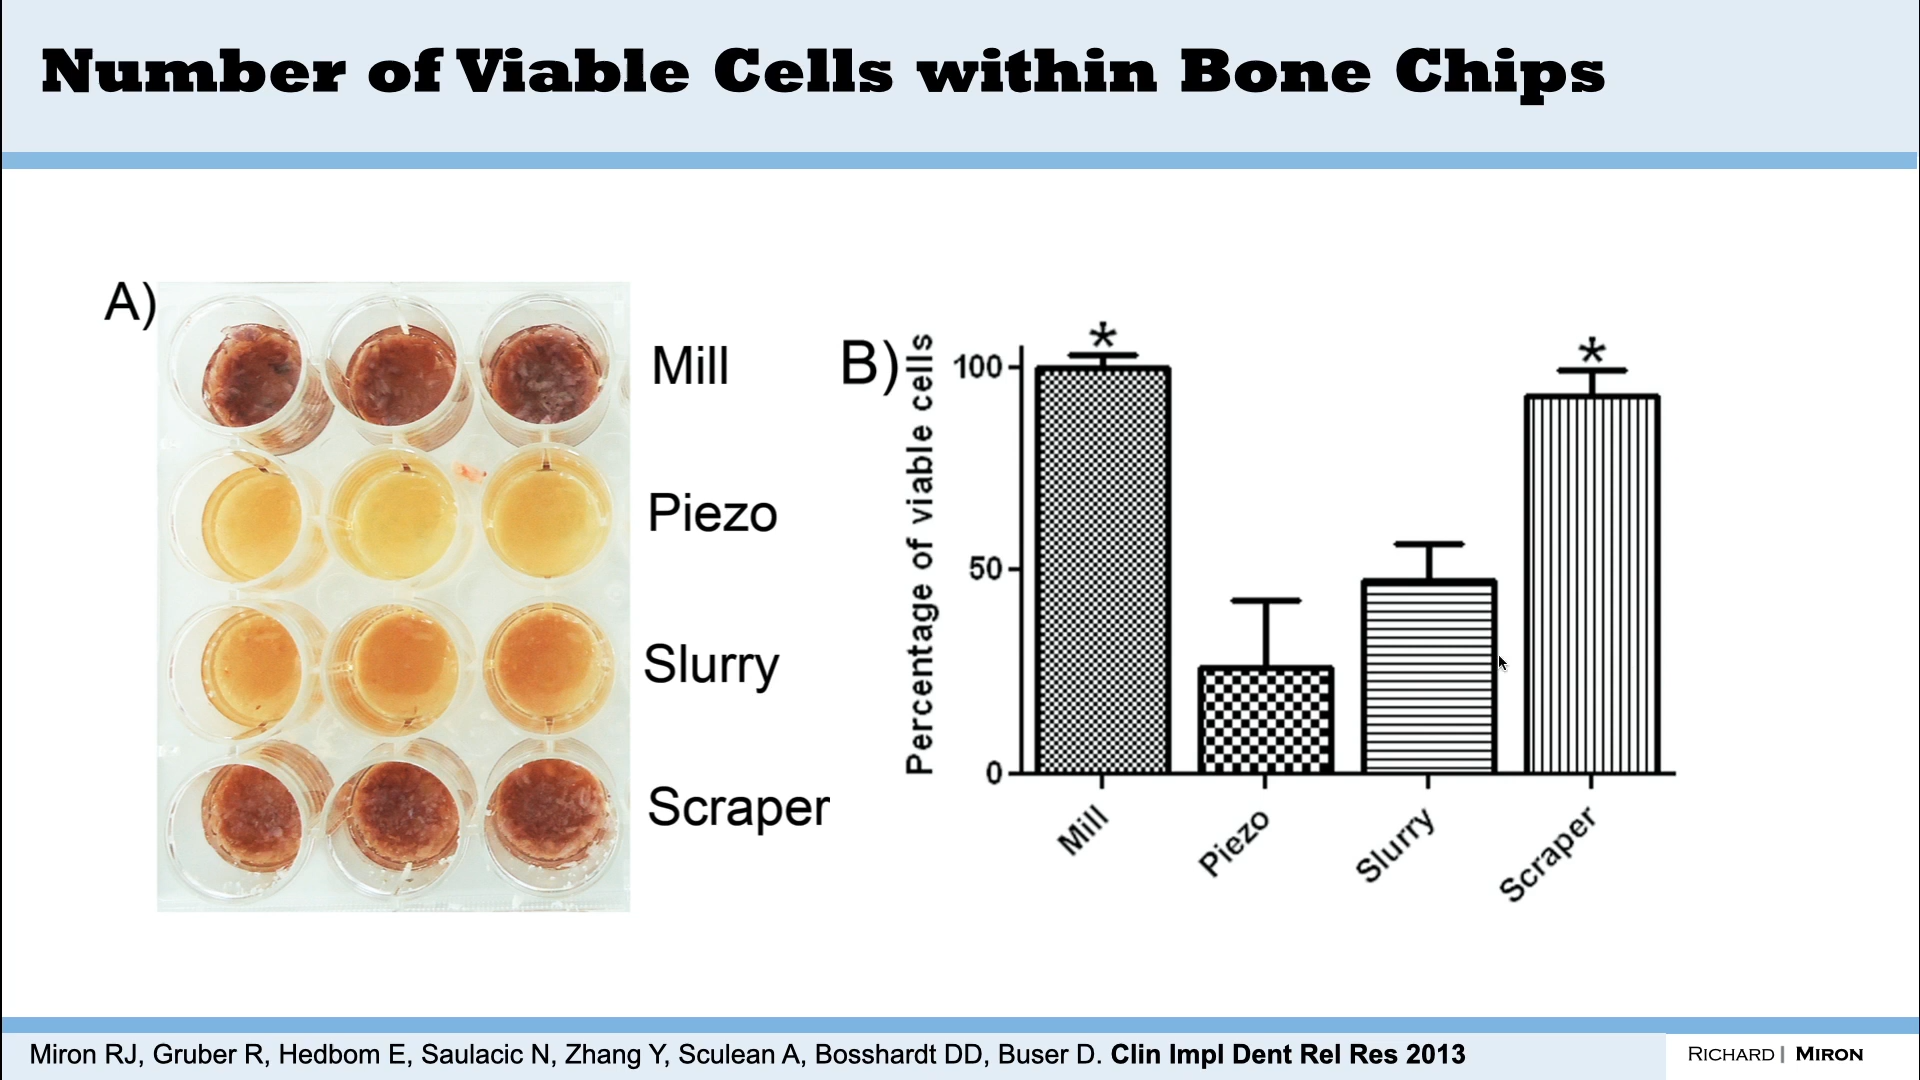 Number of Viable Cells within Bone Chips
A)
Mill
Piezo
Slurry
Scraper
B)
Percentage of viable cells
100
50
0
*
*
Mill
Piezo
Slurry
Scraper
Miron RJ, Gruber R, Hedbom E, Saulacic N, Zhang Y, Sculean A, Bosshardt DD, Buser D. Clin Impl Dent Rel Res 2013
RICHARD | MIRON